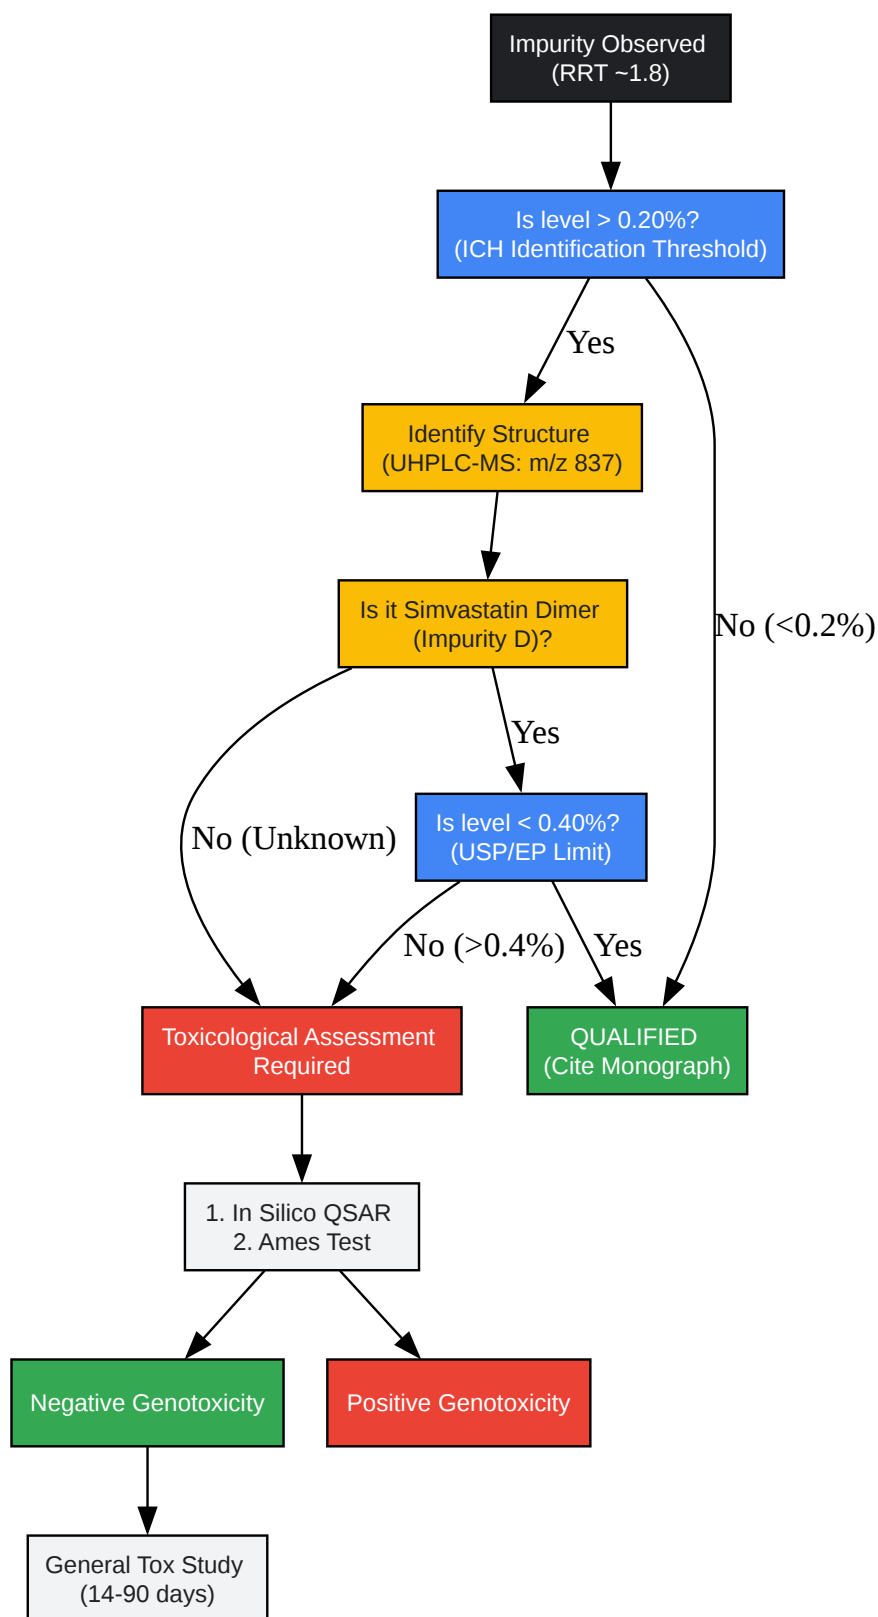 Impurity Observed
(RRT ~1.8)
Is level > 0.20%?
(ICH Identification Threshold)
Yes
Identify Structure
(UHPLC-MS: m/z 837)
Is it Simvastatin Dimer
(Impurity D)?
No (<0.2%)
Yes
Is level < 0.40%?
(USP/EP Limit)
No (Unknown)
No (>0.4%)
Yes
Toxicological Assessment
Required
QUALIFIED
(Cite Monograph)
1. In Silico QSAR
2. Ames Test
Negative Genotoxicity
Positive Genotoxicity
General Tox Study
(14-90 days)